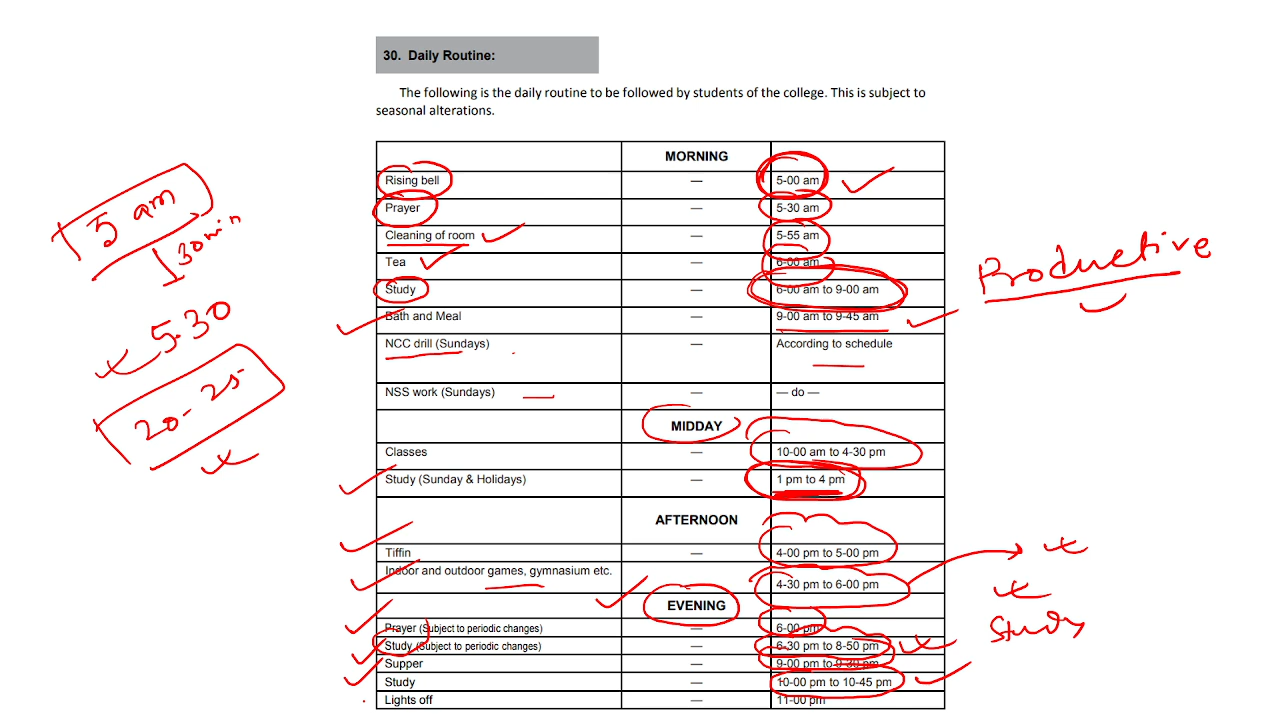 30. Daily Routine:
The following is the daily routine to be followed by students of the college. This is subject to
seasonal alterations.
MORNING
Rising bell — 5-00 am
Prayer — 5-30 am
Cleaning of room — 5-55 am
Tea — 6-00 am
Study — 6-00 am to 9-00 am
Bath and Meal — 9-00 am to 9-45 am
NCC drill (Sundays) — According to schedule
NSS work (Sundays) — — do —
MIDDAY
Classes — 10-00 am to 4-30 pm
Study (Sunday & Holidays) — 1 pm to 4 pm
AFTERNOON
Tiffin — 4-00 pm to 5-00 pm
Indoor and outdoor games, gymnasium etc. — 4-30 pm to 6-00 pm
EVENING
Prayer (Subject to periodic changes) — 6-00 pm
Study (Subject to periodic changes) — 6-30 pm to 8-50 pm
Supper — 9-00 pm to 9-30 pm
Study — 10-00 pm to 10-45 pm
Lights off — 11-00 pm
5 am
30 min
5.30
20-25
Productive
Study